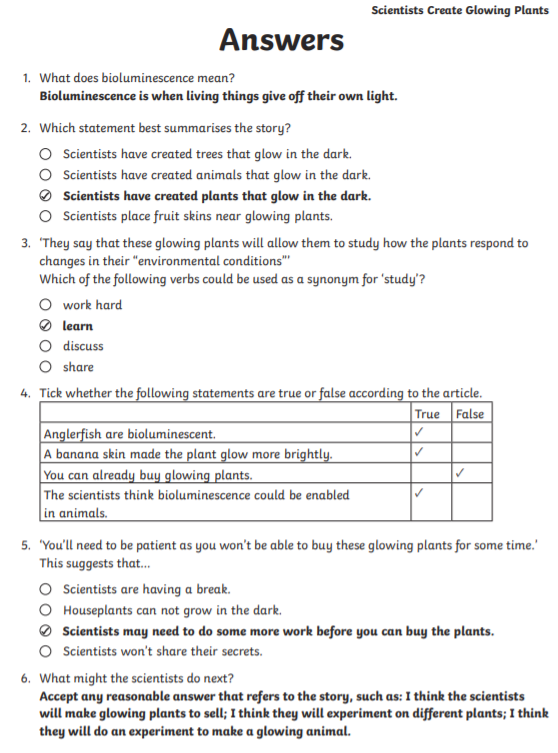 Scientists Create Glowing Plants
Answers
1. What does bioluminescence mean?
Bioluminescence is when living things give off their own light.
2. Which statement best summarises the story?
Scientists have created trees that glow in the dark.
Scientists have created animals that glow in the dark.
Scientists have created plants that glow in the dark.
Scientists place fruit skins near glowing plants.
3. 'They say that these glowing plants will allow them to study how the plants respond to
changes in their "environmental conditions"'
Which of the following verbs could be used as a synonym for 'study'?
work hard
learn
discuss
share
4. Tick whether the following statements are true or false according to the article.
True False
Anglerfish are bioluminescent. ✓
A banana skin made the plant glow more brightly. ✓
You can already buy glowing plants. ✓
The scientists think bioluminescence could be enabled ✓
in animals.
5. 'You'll need to be patient as you won't be able to buy these glowing plants for some time.'
This suggests that...
Scientists are having a break.
Houseplants can not grow in the dark.
Scientists may need to do some more work before you can buy the plants.
Scientists won't share their secrets.
6. What might the scientists do next?
Accept any reasonable answer that refers to the story, such as: I think the scientists
will make glowing plants to sell; I think they will experiment on different plants; I think
they will do an experiment to make a glowing animal.